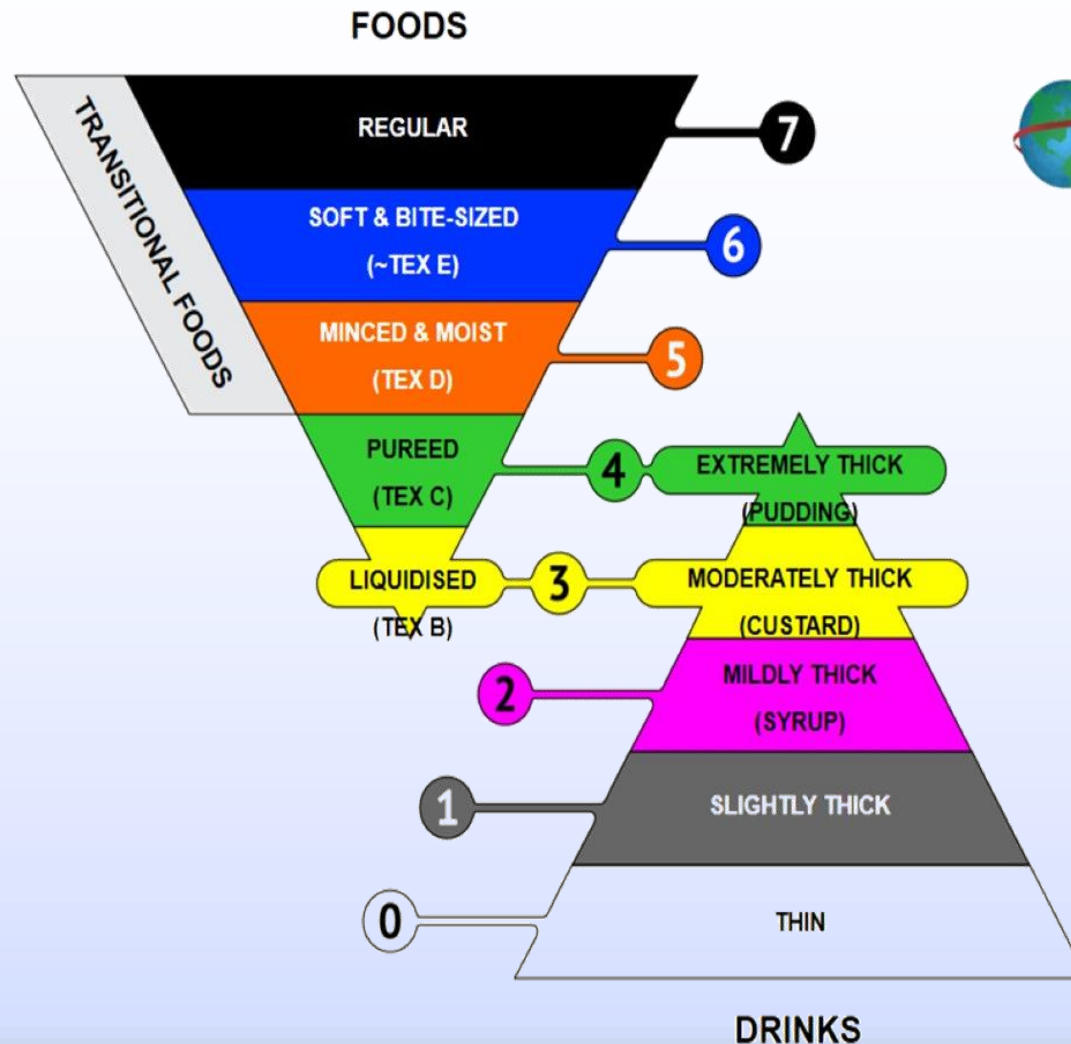 FOODS
TRANSITIONAL FOODS
REGULAR
7
SOFT & BITE-SIZED
(~TEX E)
6
MINCED & MOIST
(TEX D)
5
PUREED
(TEX C)
4
EXTREMELY THICK
(PUDDING)
LIQUIDISED
(TEX B)
3
MODERATELY THICK
(CUSTARD)
2
MILDLY THICK
(SYRUP)
1
SLIGHTLY THICK
0
THIN
DRINKS